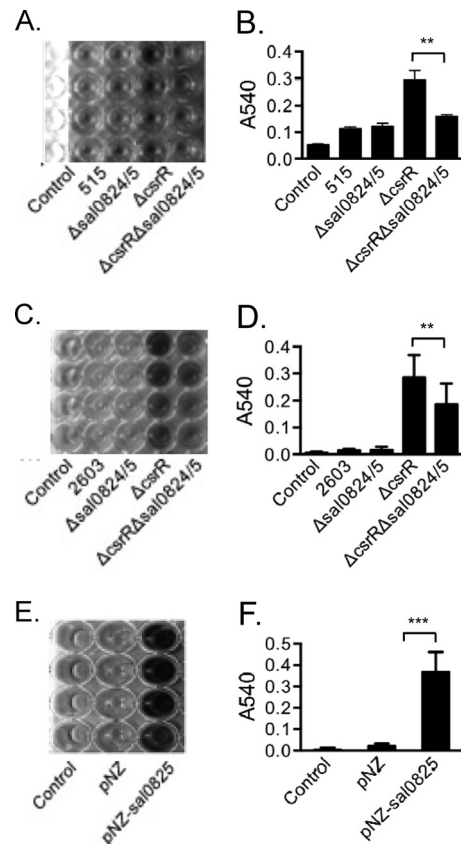 A.
Control
515
Δsal0824/5
ΔcsrR
ΔcsrRΔsal0824/5
B.
**
A540
0.4
0.3
0.2
0.1
0.0
Control
515
Δsal0824/5
ΔcsrR
ΔcsrRΔsal0824/5
C.
Control
2603
Δsal0824/5
ΔcsrR
ΔcsrRΔsal0824/5
D.
**
A540
0.4
0.3
0.2
0.1
0.0
Control
2603
Δsal0824/5
ΔcsrR
ΔcsrRΔsal0824/5
E.
Control
pNZ
pNZ-sal0825
F.
***
A540
0.5
0.4
0.3
0.2
0.1
0.0
Control
pNZ
pNZ-sal0825